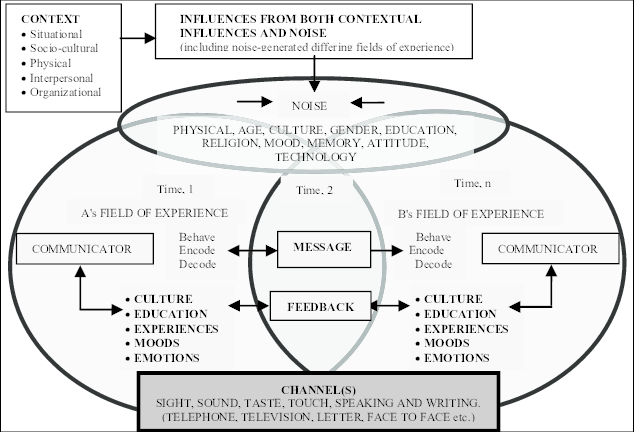 CONTEXT
• Situational
• Socio-cultural
• Physical
• Interpersonal
• Organizational
INFLUENCES FROM BOTH CONTEXTUAL
INFLUENCES AND NOISE
(including noise-generated differing fields of experience)
NOISE
PHYSICAL, AGE, CULTURE, GENDER, EDUCATION,
RELIGION, MOOD, MEMORY, ATTITUDE,
TECHNOLOGY
Time, 1
Time, 2
Time, n
A's FIELD OF EXPERIENCE
B's FIELD OF EXPERIENCE
COMMUNICATOR
Behave
Encode
Decode
MESSAGE
Behave
Encode
Decode
COMMUNICATOR
• CULTURE
• EDUCATION
• EXPERIENCES
• MOODS
• EMOTIONS
FEEDBACK
• CULTURE
• EDUCATION
• EXPERIENCES
• MOODS
• EMOTIONS
CHANNEL(S)
SIGHT, SOUND, TASTE, TOUCH, SPEAKING AND WRITING.
(TELEPHONE, TELEVISION, LETTER, FACE TO FACE etc.)